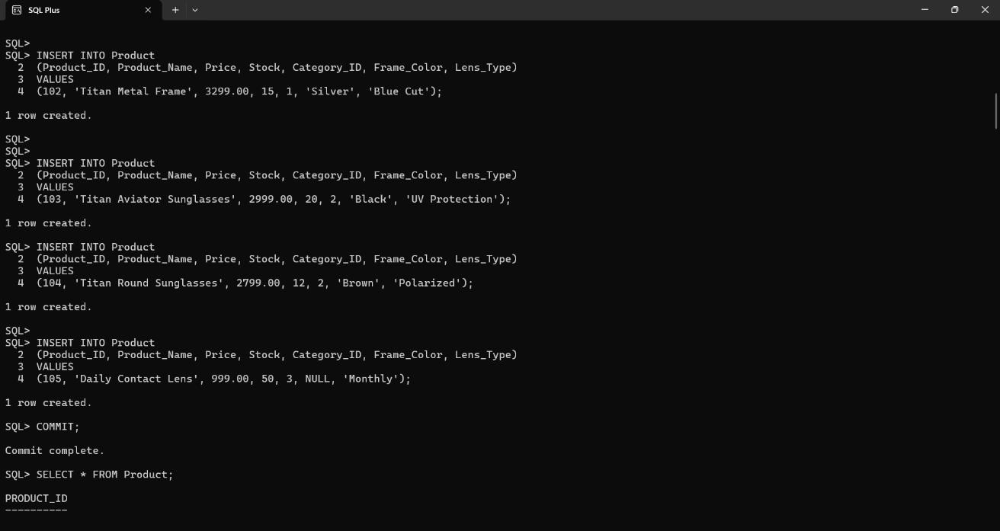 SQL Plus
SQL>
SQL> INSERT INTO Product
  2  (Product_ID, Product_Name, Price, Stock, Category_ID, Frame_Color, Lens_Type)
  3  VALUES
  4  (102, 'Titan Metal Frame', 3299.00, 15, 1, 'Silver', 'Blue Cut');
1 row created.
SQL>
SQL>
SQL> INSERT INTO Product
  2  (Product_ID, Product_Name, Price, Stock, Category_ID, Frame_Color, Lens_Type)
  3  VALUES
  4  (103, 'Titan Aviator Sunglasses', 2999.00, 20, 2, 'Black', 'UV Protection');
1 row created.
SQL> INSERT INTO Product
  2  (Product_ID, Product_Name, Price, Stock, Category_ID, Frame_Color, Lens_Type)
  3  VALUES
  4  (104, 'Titan Round Sunglasses', 2799.00, 12, 2, 'Brown', 'Polarized');
1 row created.
SQL>
SQL> INSERT INTO Product
  2  (Product_ID, Product_Name, Price, Stock, Category_ID, Frame_Color, Lens_Type)
  3  VALUES
  4  (105, 'Daily Contact Lens', 999.00, 50, 3, NULL, 'Monthly');
1 row created.
SQL> COMMIT;
Commit complete.
SQL> SELECT * FROM Product;
PRODUCT_ID
----------